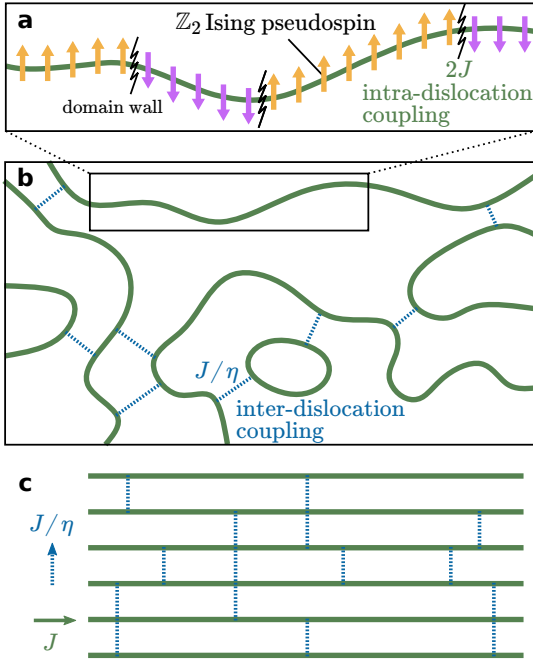 a
ℤ₂ Ising pseudospin
domain wall
2J
intra-dislocation
coupling
b
J/η
inter-dislocation
coupling
c
J/η
J